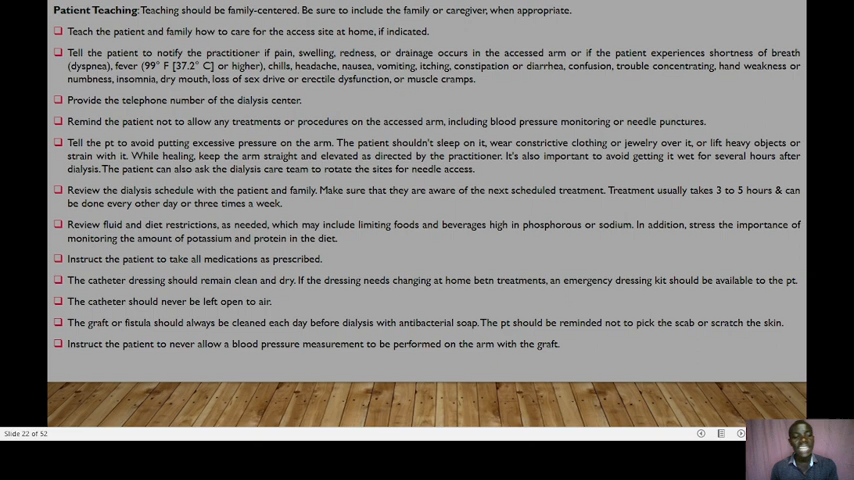 Patient Teaching: Teaching should be family-centered. Be sure to include the family or caregiver, when appropriate.
Teach the patient and family how to care for the access site at home, if indicated.
Tell the patient to notify the practitioner if pain, swelling, redness, or drainage occurs in the accessed arm or if the patient experiences shortness of breath
(dyspnea), fever (99° F [37.2° C] or higher), chills, headache, nausea, vomiting, itching, constipation or diarrhea, confusion, trouble concentrating, hand weakness or
numbness, insomnia, dry mouth, loss of sex drive or erectile dysfunction, or muscle cramps.
Provide the telephone number of the dialysis center.
Remind the patient not to allow any treatments or procedures on the accessed arm, including blood pressure monitoring or needle punctures.
Tell the pt to avoid putting excessive pressure on the arm. The patient shouldn't sleep on it, wear constrictive clothing or jewelry over it, or lift heavy objects or
strain with it. While healing, keep the arm straight and elevated as directed by the practitioner. It's also important to avoid getting it wet for several hours after
dialysis. The patient can also ask the dialysis care team to rotate the sites for needle access.
Review the dialysis schedule with the patient and family. Make sure that they are aware of the next scheduled treatment. Treatment usually takes 3 to 5 hours & can
be done every other day or three times a week.
Review fluid and diet restrictions, as needed, which may include limiting foods and beverages high in phosphorous or sodium. In addition, stress the importance of
monitoring the amount of potassium and protein in the diet.
Instruct the patient to take all medications as prescribed.
The catheter dressing should remain clean and dry. If the dressing needs changing at home betn treatments, an emergency dressing kit should be available to the pt.
The catheter should never be left open to air.
The graft or fistula should always be cleaned each day before dialysis with antibacterial soap. The pt should be reminded not to pick the scab or scratch the skin.
Instruct the patient to never allow a blood pressure measurement to be performed on the arm with the graft.
Slide 22 of 52